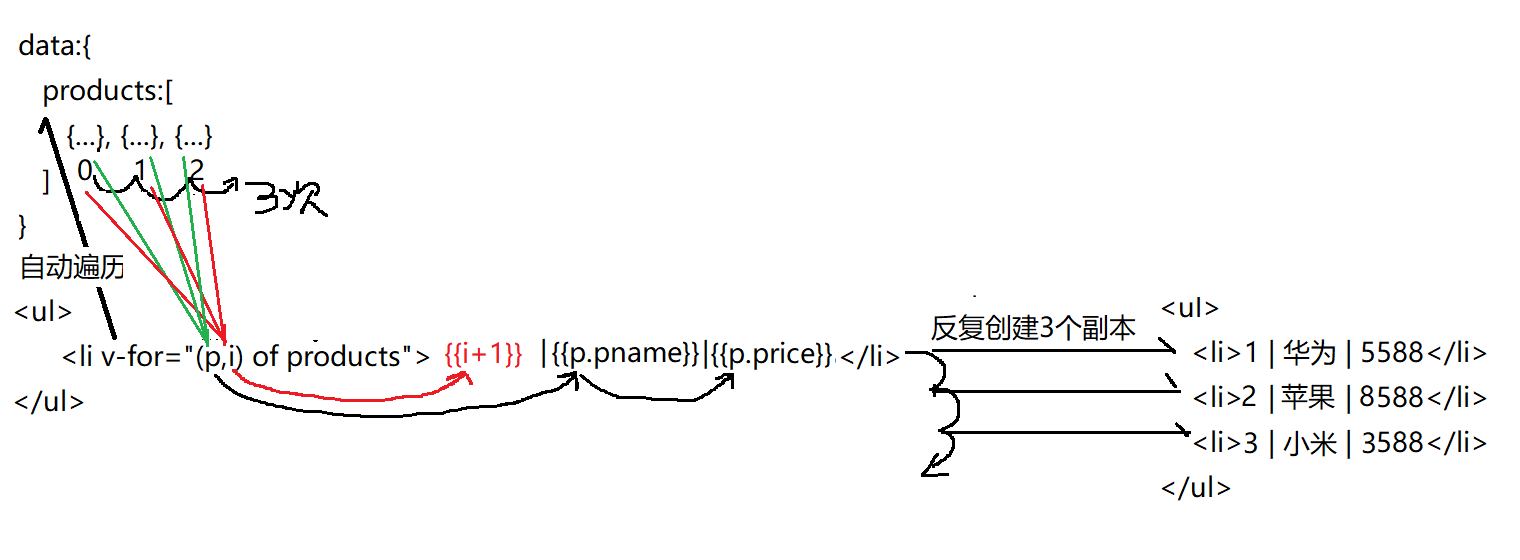 data:{
products:[
{...}, {...}, {...}
0 1 2
]
3次
}
自动遍历
<ul>
<li v-for="(p,i) of products"> {{i+1}} |{{p.pname}}|{{p.price}}</li>
</ul>
反复创建3个副本
<ul>
<li>1 | 华为 | 5588</li>
<li>2 | 苹果 | 8588</li>
<li>3 | 小米 | 3588</li>
</ul>